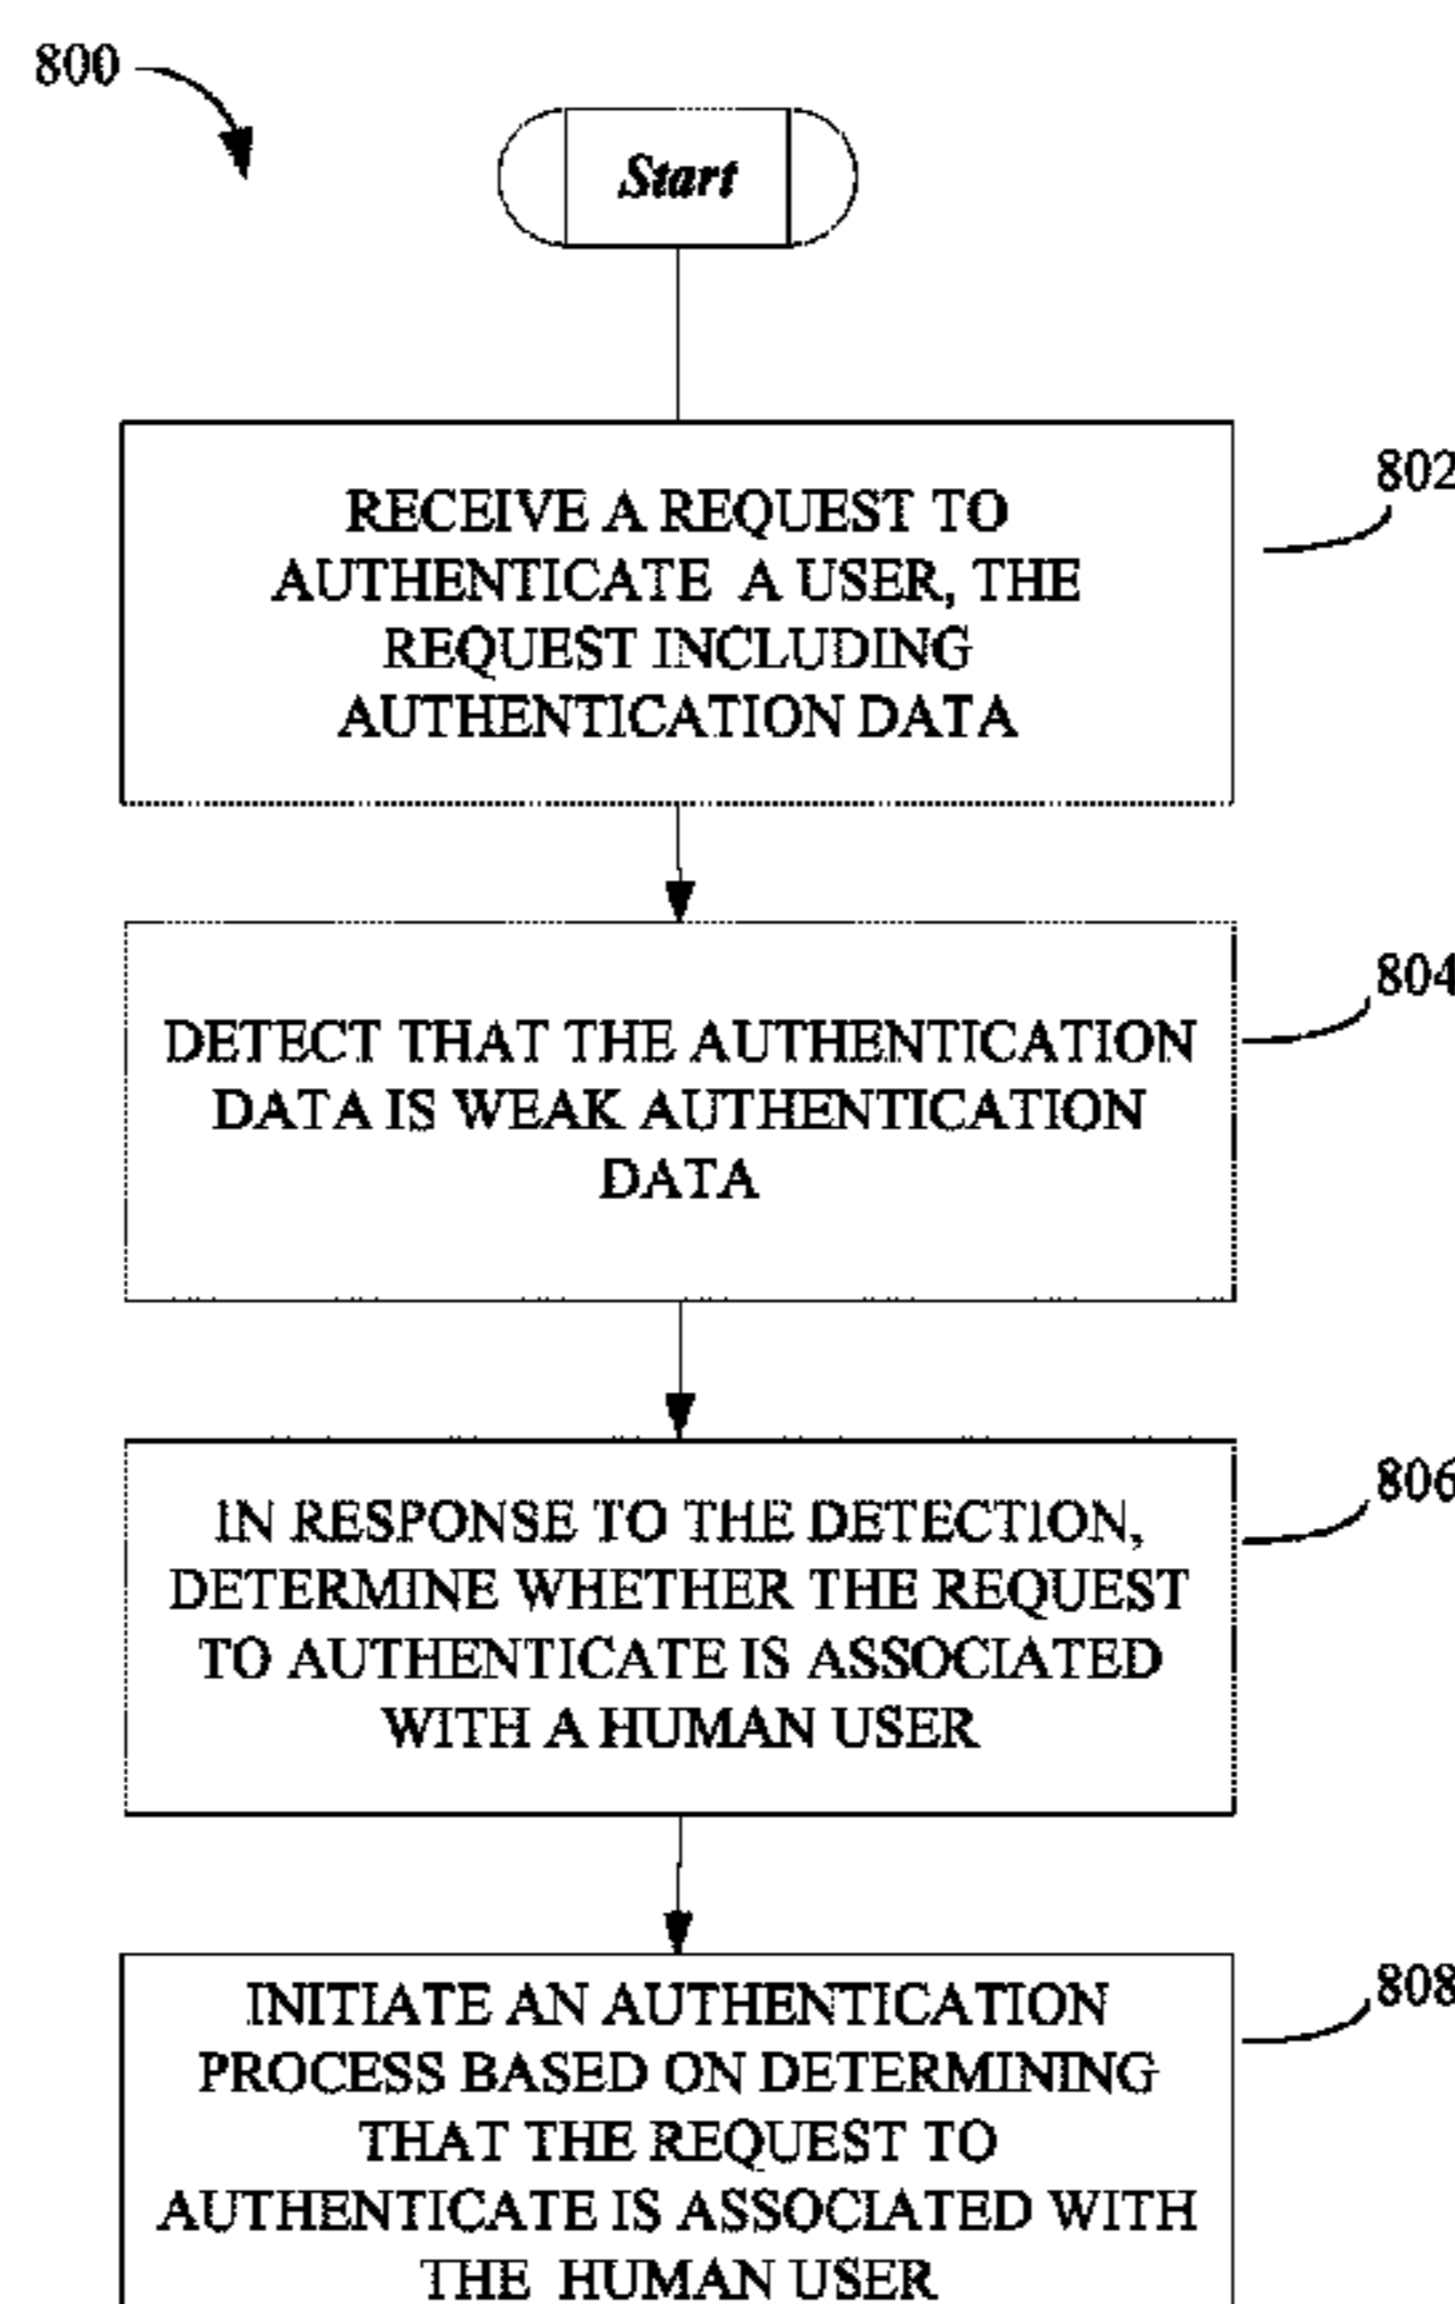 800
Start
802
RECEIVE A REQUEST TO
AUTHENTICATE A USER, THE
REQUEST INCLUDING
AUTHENTICATION DATA
804
DETECT THAT THE AUTHENTICATION
DATA IS WEAK AUTHENTICATION
DATA
806
IN RESPONSE TO THE DETECTION,
DETERMINE WHETHER THE REQUEST
TO AUTHENTICATE IS ASSOCIATED
WITH A HUMAN USER
808
INITIATE AN AUTHENTICATION
PROCESS BASED ON DETERMINING
THAT THE REQUEST TO
AUTHENTICATE IS ASSOCIATED WITH
THE HUMAN USER